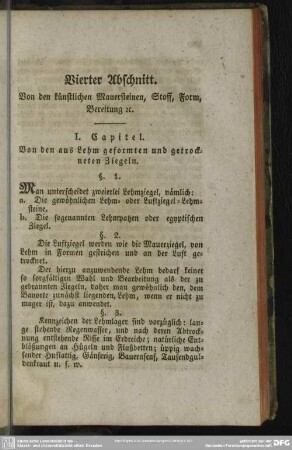 Vierter Abschnitt.
Von den künstlichen Mauersteinen, Stoff, Form,
Bereitung ꝛc.
I. Capitel.
Von den aus Lehm geformten und getrock-
neten Ziegeln.
§. 1.
Man unterscheidet zweierlei Lehmziegel, nämlich:
a. Die gewöhnlichen Lehm- oder Luftziegel-Lehm-
steine.
b. Die sogenannten Lehmpatzen oder egyptischen
Ziegel.
§. 2.
Die Luftziegel werden wie die Mauerziegel, von
Lehm in Formen gestrichen und an der Luft ge-
trocknet.
Der hierzu anzuwendende Lehm bedarf keiner
so sorgfältigen Wahl und Bearbeitung als der zu
gebrannten Ziegeln, daher man gewöhnlich den, dem
Bauorte zunächst liegenden, Lehm, wenn er nicht zu
mager ist, dazu anwendet.
§. 3.
Kennzeichen der Lehmlager sind vorzüglich: lan-
ge stehende Regenwasser, und nach deren Abtrock-
nung entstehende Risse im Erdreiche; natürliche Ent-
blößungen an Hügeln und Flußbetten; üppig wach-
sender Huflattig, Gänserig, Bauernsenf, Tausendgul-
denkraut u. s. w.